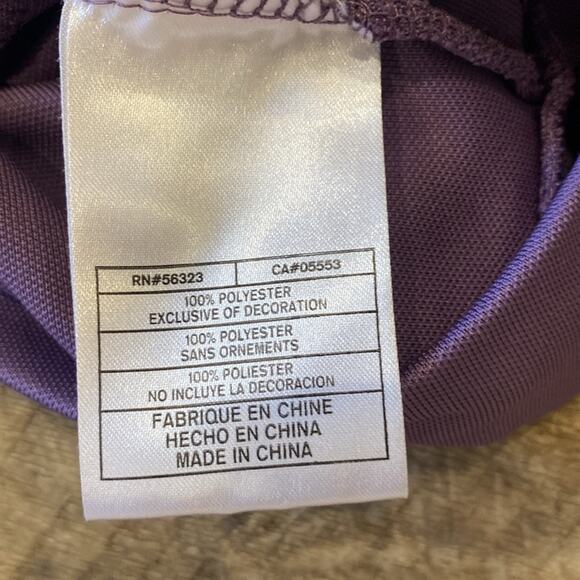 RN#56323 CA#05553
100% POLYESTER
EXCLUSIVE OF DECORATION
100% POLYESTER
SANS ORNEMENTS
100% POLIESTER
NO INCLUYE LA DECORACION
FABRIQUE EN CHINE
HECHO EN CHINA
MADE IN CHINA